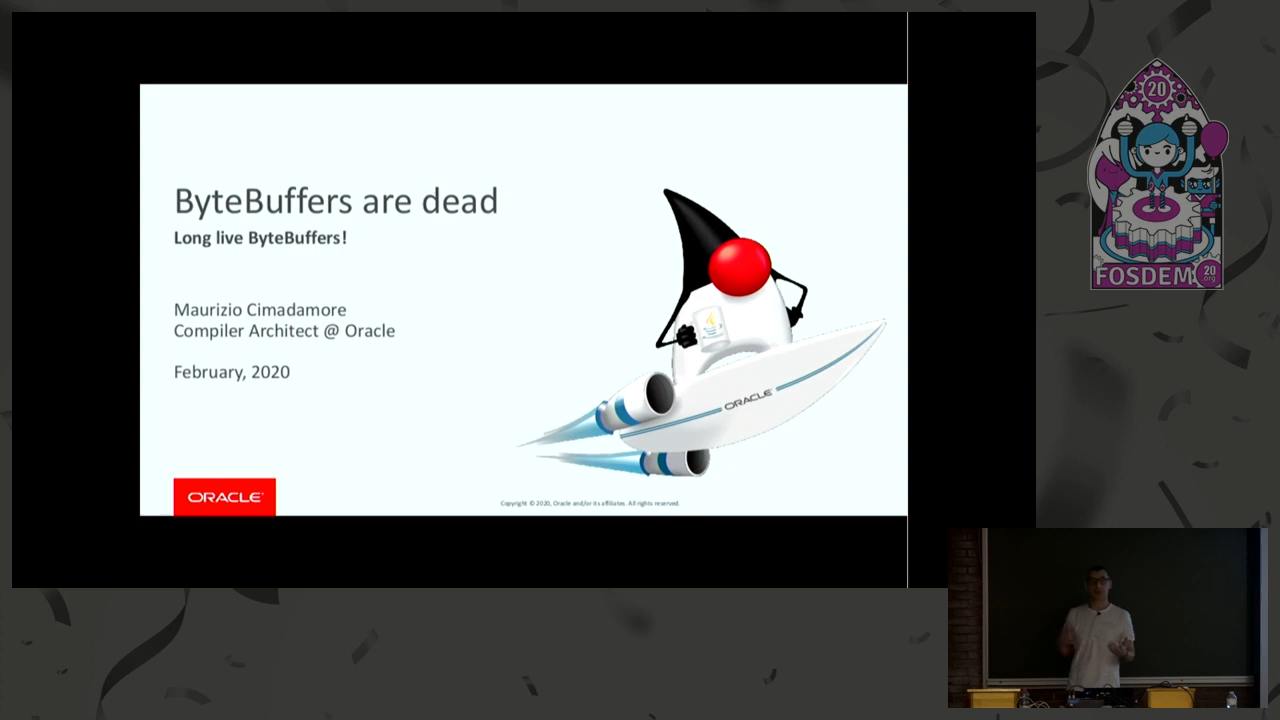 ByteBuffers are dead
Long live ByteBuffers!
Maurizio Cimadamore
Compiler Architect @ Oracle
February, 2020
ORACLE
ORACLE
Copyright © 2020, Oracle and/or its affiliates. All rights reserved.
20
FOSDEM
20
.org